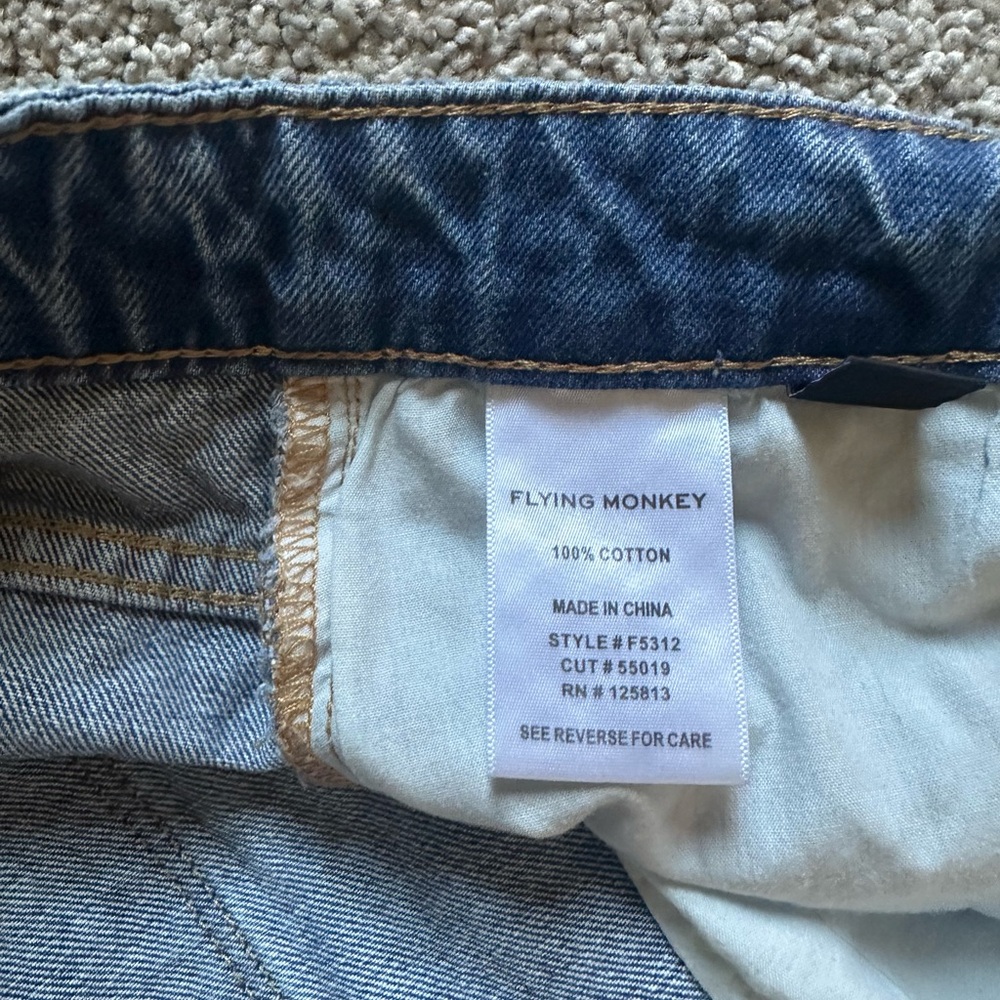 FLYING MONKEY
100% COTTON
MADE IN CHINA
STYLE # F5312
CUT # 55019
RN # 125813
SEE REVERSE FOR CARE